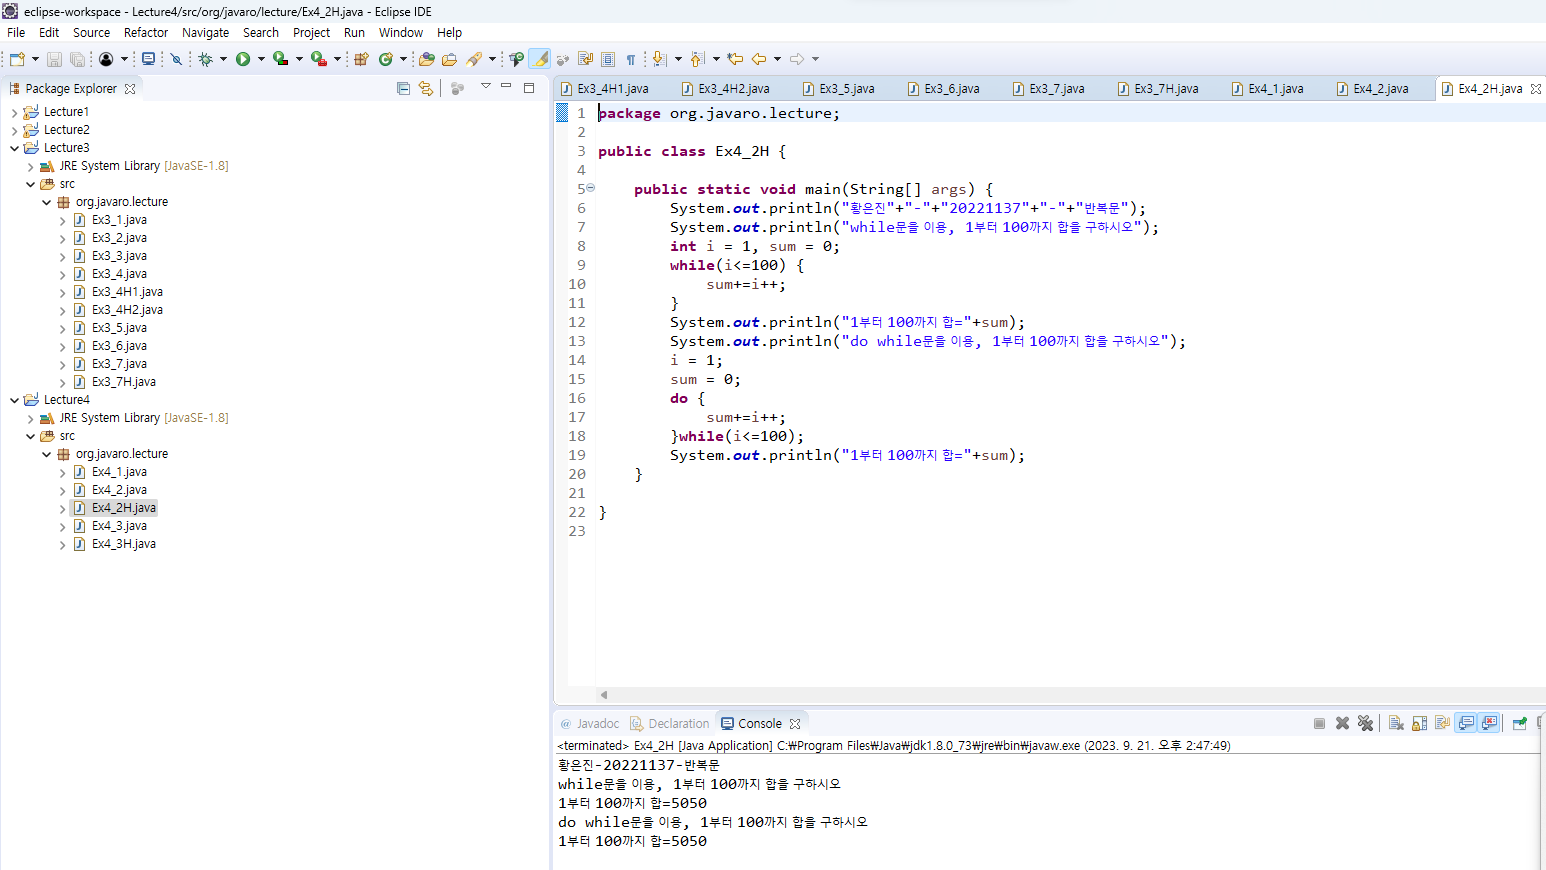 eclipse-workspace - Lecture4/src/org/javaro/lecture/Ex4_2H.java - Eclipse IDE
File Edit Source Refactor Navigate Search Project Run Window Help
Package Explorer
Lecture1
Lecture2
Lecture3
JRE System Library [JavaSE-1.8]
src
org.javaro.lecture
Ex3_1.java
Ex3_2.java
Ex3_3.java
Ex3_4.java
Ex3_4H1.java
Ex3_4H2.java
Ex3_5.java
Ex3_6.java
Ex3_7.java
Ex3_7H.java
Lecture4
JRE System Library [JavaSE-1.8]
src
org.javaro.lecture
Ex4_1.java
Ex4_2.java
Ex4_2H.java
Ex4_3.java
Ex4_3H.java
Ex3_4H1.java Ex3_4H2.java Ex3_5.java Ex3_6.java Ex3_7.java Ex3_7H.java Ex4_1.java Ex4_2.java Ex4_2H.java
1 package org.javaro.lecture;
2
3 public class Ex4_2H {
4
5 public static void main(String[] args) {
6 System.out.println("황은진"+"-"+"20221137"+"-"+"반복문");
7 System.out.println("while문을 이용, 1부터 100까지 합을 구하시오");
8 int i = 1, sum = 0;
9 while(i<=100) {
10 sum+=i++;
11 }
12 System.out.println("1부터 100까지 합="+sum);
13 System.out.println("do while문을 이용, 1부터 100까지 합을 구하시오");
14 i = 1;
15 sum = 0;
16 do {
17 sum+=i++;
18 }while(i<=100);
19 System.out.println("1부터 100까지 합="+sum);
20 }
21
22 }
23
Javadoc Declaration Console
<terminated> Ex4_2H [Java Application] C:₩Program Files₩Java₩jdk1.8.0_73₩jre₩bin₩javaw.exe (2023. 9. 21. 오후 2:47:49)
황은진-20221137-반복문
while문을 이용, 1부터 100까지 합을 구하시오
1부터 100까지 합=5050
do while문을 이용, 1부터 100까지 합을 구하시오
1부터 100까지 합=5050